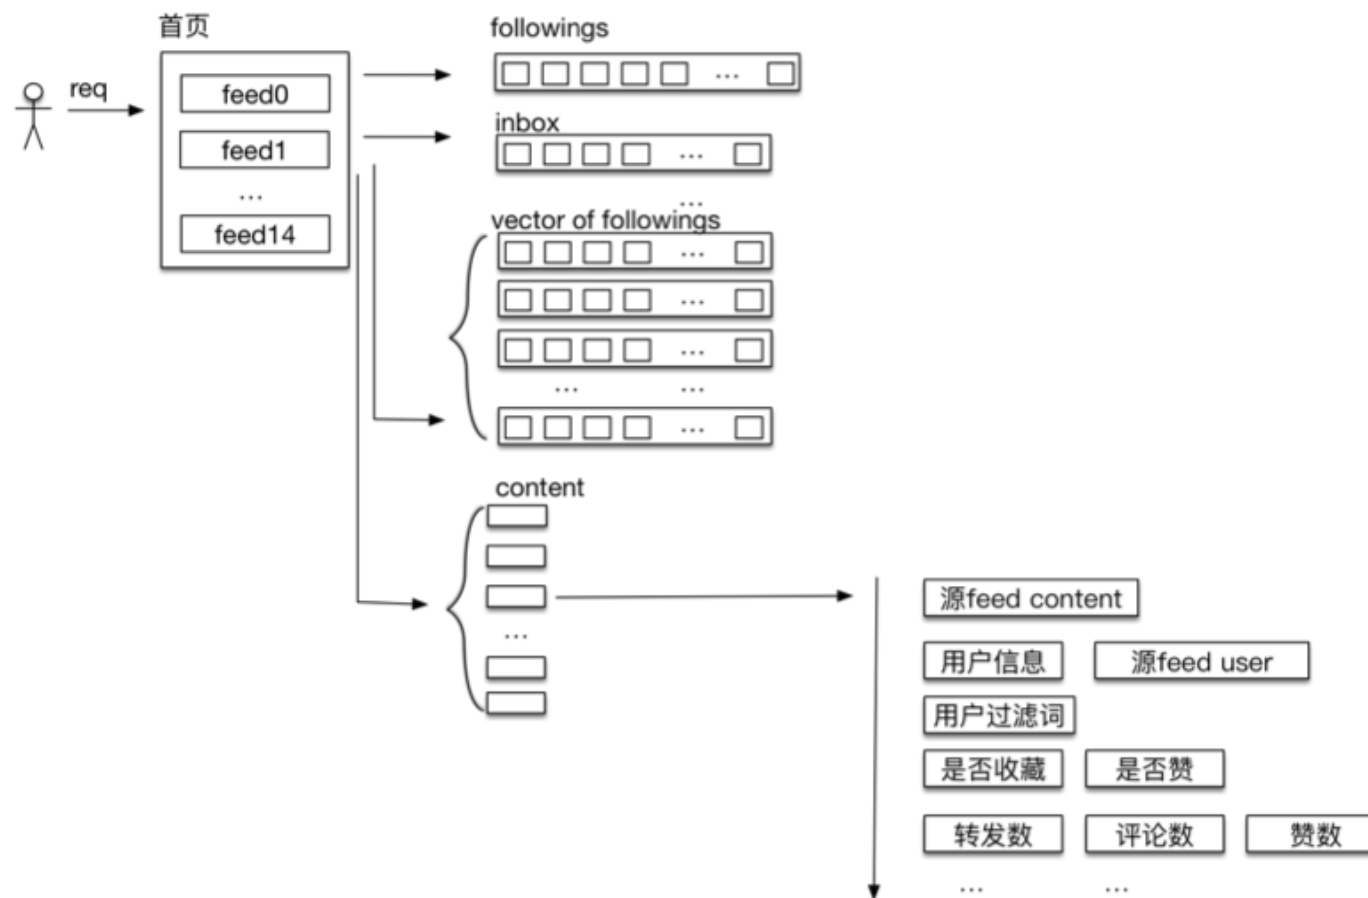 首页
req
feed0
feed1
...
feed14
followings
...
inbox
...
...
vector of followings
...
...
...
... ...
...
content
...
源feed content
用户信息 源feed user
用户过滤词
是否收藏 是否赞
转发数 评论数 赞数
... ...